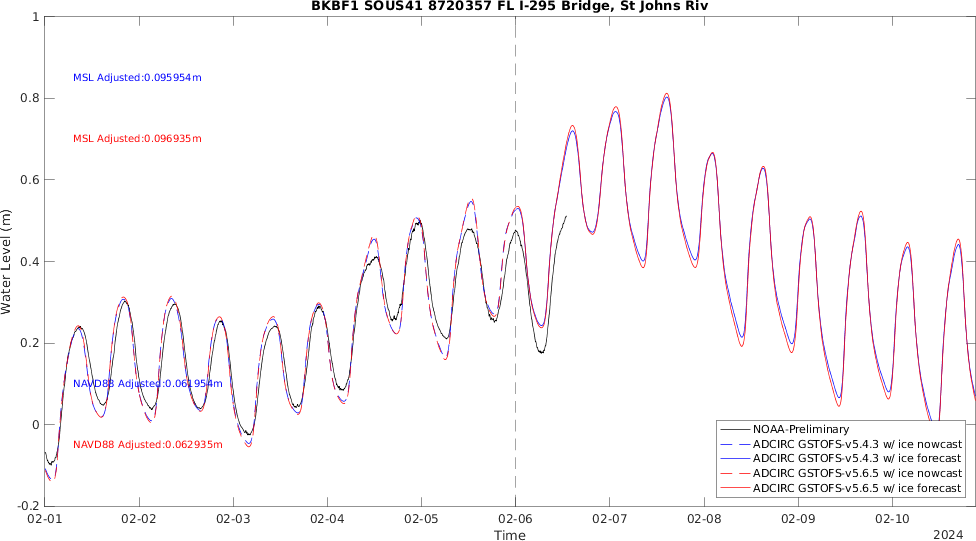 BKBF1 SOUS41 8720357 FL I-295 Bridge, St Johns Riv
1
0.8
0.6
0.4
0.2
0
-0.2
Water Level (m)
MSL Adjusted:0.095954m
MSL Adjusted:0.096935m
NAVD88 Adjusted:0.061954m
NAVD88 Adjusted:0.062935m
NOAA-Preliminary
ADCIRC GSTOFS-v5.4.3 w/ ice nowcast
ADCIRC GSTOFS-v5.4.3 w/ ice forecast
ADCIRC GSTOFS-v5.6.5 w/ ice nowcast
ADCIRC GSTOFS-v5.6.5 w/ ice forecast
02-01 02-02 02-03 02-04 02-05 02-06 02-07 02-08 02-09 02-10
Time
2024